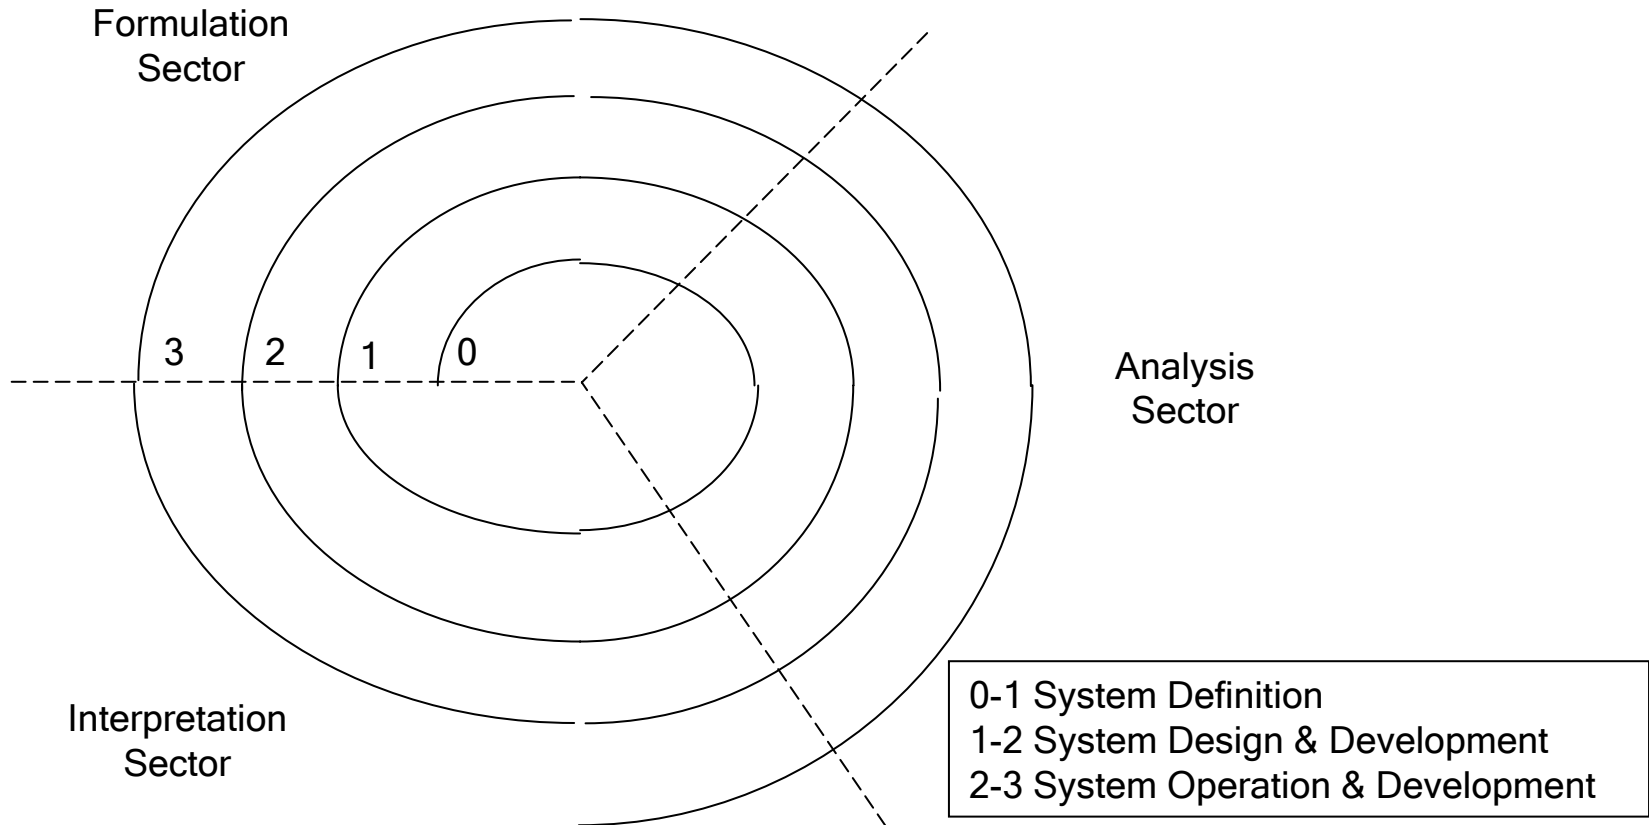 Formulation
Sector
3 2 1 0
Analysis
Sector
Interpretation
Sector
0-1 System Definition
1-2 System Design & Development
2-3 System Operation & Development